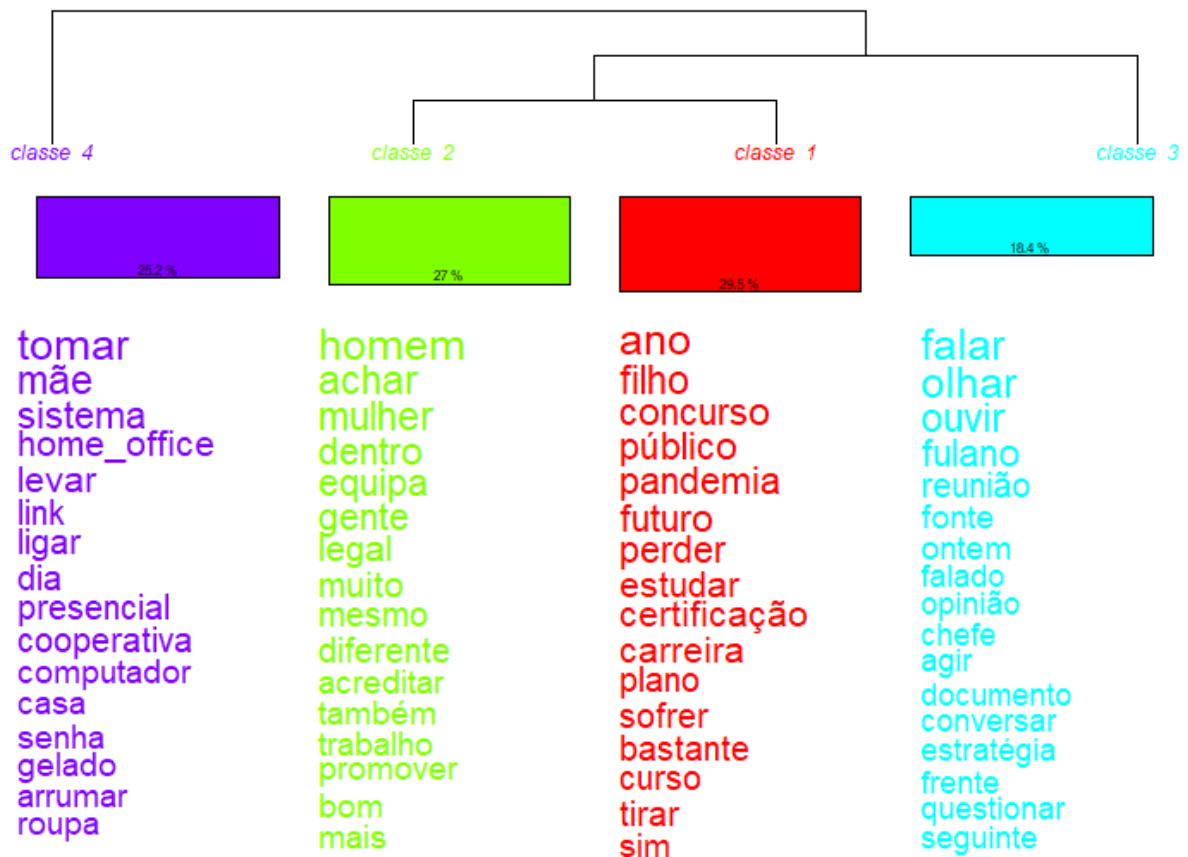 classe 4
classe 2
classe 1
classe 3
25.2 %
27 %
29.5 %
18.4 %
tomar
mãe
sistema
home_office
levar
link
ligar
dia
presencial
cooperativa
computador
casa
senha
gelado
arrumar
roupa
homem
achar
mulher
dentro
equipa
gente
legal
muito
mesmo
diferente
acreditar
também
trabalho
promover
bom
mais
ano
filho
concurso
público
pandemia
futuro
perder
estudar
certificação
carreira
plano
sofrer
bastante
curso
tirar
sim
falar
olhar
ouvir
fulano
reunião
fonte
ontem
falado
opinião
chefe
agir
documento
conversar
estratégia
frente
questionar
seguinte